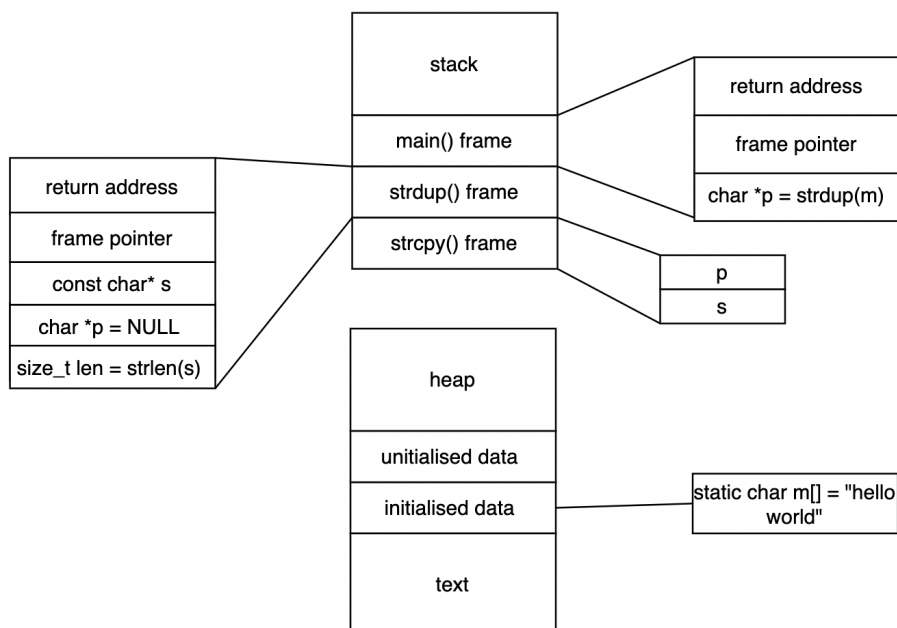 stack
main() frame
strdup() frame
strcpy() frame
return address
frame pointer
char *p = strdup(m)
return address
frame pointer
const char* s
char *p = NULL
size_t len = strlen(s)
p
s
heap
unitialised data
initialised data
text
static char m[] = "hello
world"